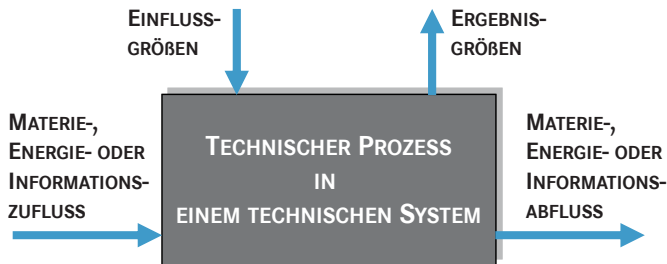 EINFLUSS-
GRÖßEN
ERGEBNIS-
GRÖßEN
MATERIE-,
ENERGIE- ODER
INFORMATIONS-
ZUFLUSS
TECHNISCHER PROZESS
IN
EINEM TECHNISCHEN SYSTEM
MATERIE-,
ENERGIE- ODER
INFORMATIONS-
ABFLUSS